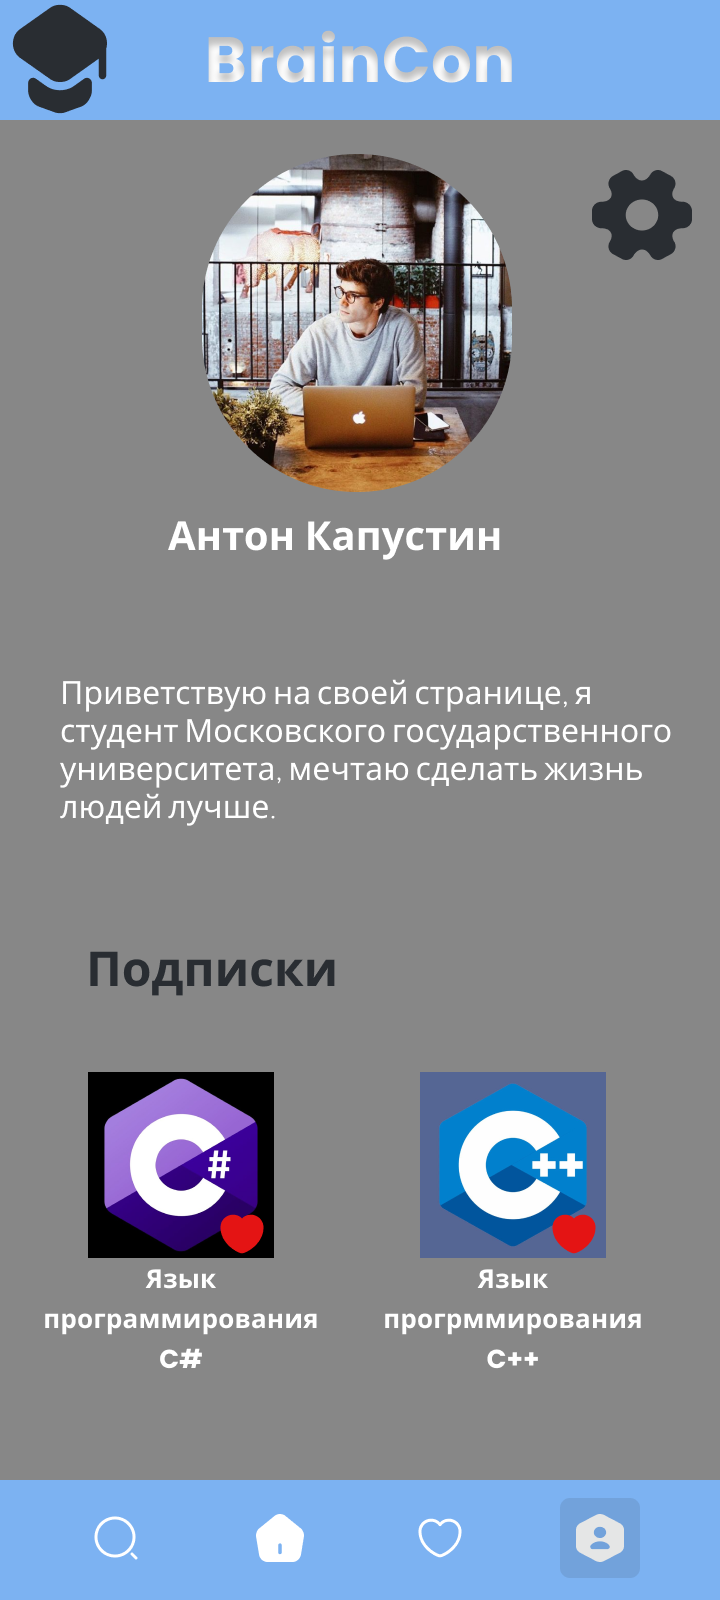 BrainCon
Антон Капустин
Приветствую на своей странице, я
студент Московского государственного
университета, мечтаю сделать жизнь
людей лучше.
Подписки
C#
C++
Язык
программирования
C#
Язык
прогрммирования
C++